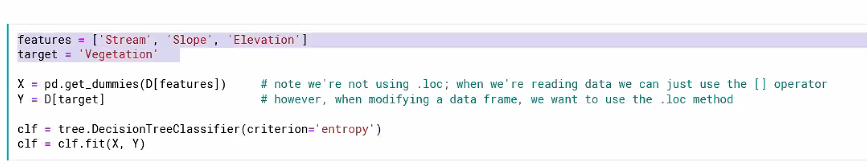 features = ['Stream', 'Slope', 'Elevation']
target = 'Vegetation'
X = pd.get_dummies(D[features])     # note we're not using .loc; when we're reading data we can just use the [] operator
Y = D[target]                       # however, when modifying a data frame, we want to use the .loc method
clf = tree.DecisionTreeClassifier(criterion='entropy')
clf = clf.fit(X, Y)